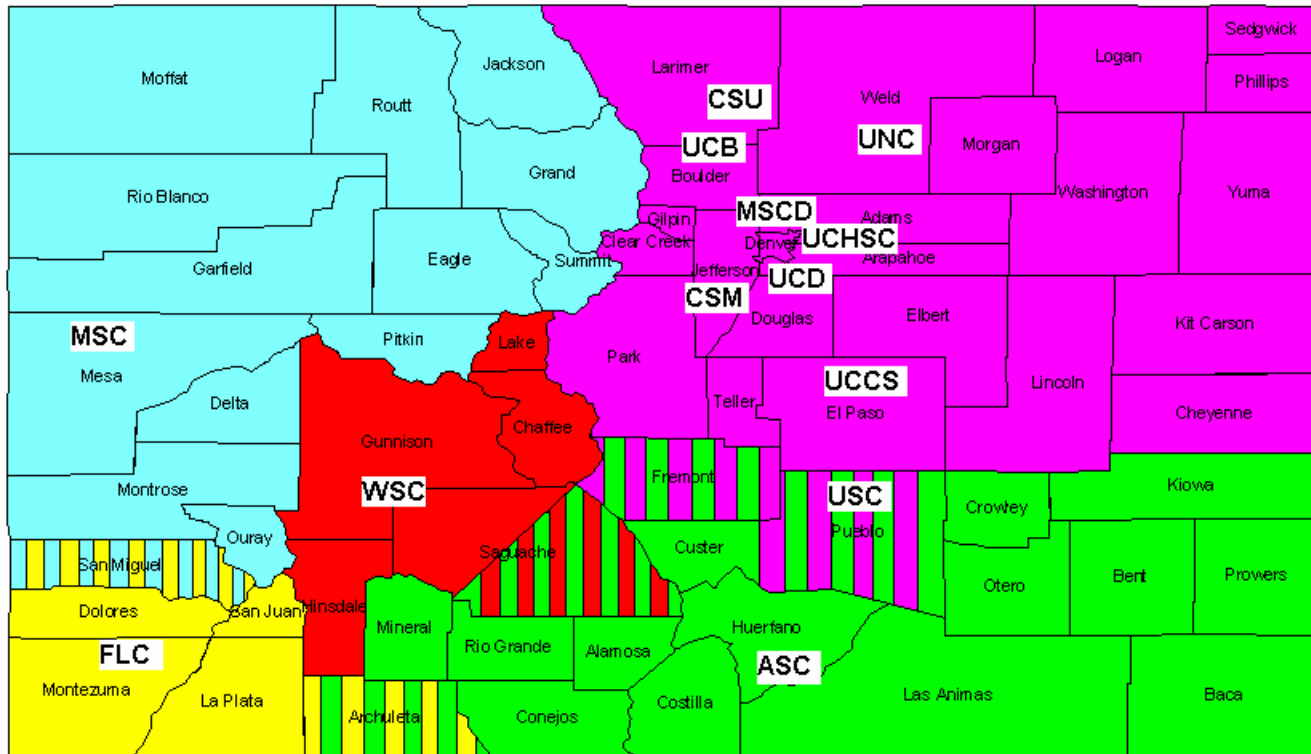 Sedgwick
Jackson
Larimer
Logan
Moffat
Phillips
Routt
CSU
Weld
UCB
UNC
Morgan
Grand
Boulder
Rio Blanco
Washington
Yuma
MSCD
Gilpin
Adams
Clear Creek
Denver
UCHSC
Eagle
Summit
Arapahoe
Garfield
Jefferson
UCD
CSM
Elbert
Douglas
Kit Carson
MSC
Pitkin
Lake
Park
Mesa
UCCS
Lincoln
Delta
Teller
El Paso
Cheyenne
Chaffee
Gunnison
Fremont
Kiowa
Montrose
WSC
USC
Crowley
Pueblo
Ouray
Custer
Saguache
San Miguel
Bent
Prowers
Otero
Dolores
San Juan
Hinsdale
Mineral
Huerfano
Rio Grande
Alamosa
FLC
ASC
Montezuma
La Plata
Costilla
Las Animas
Baca
Archuleta
Conejos